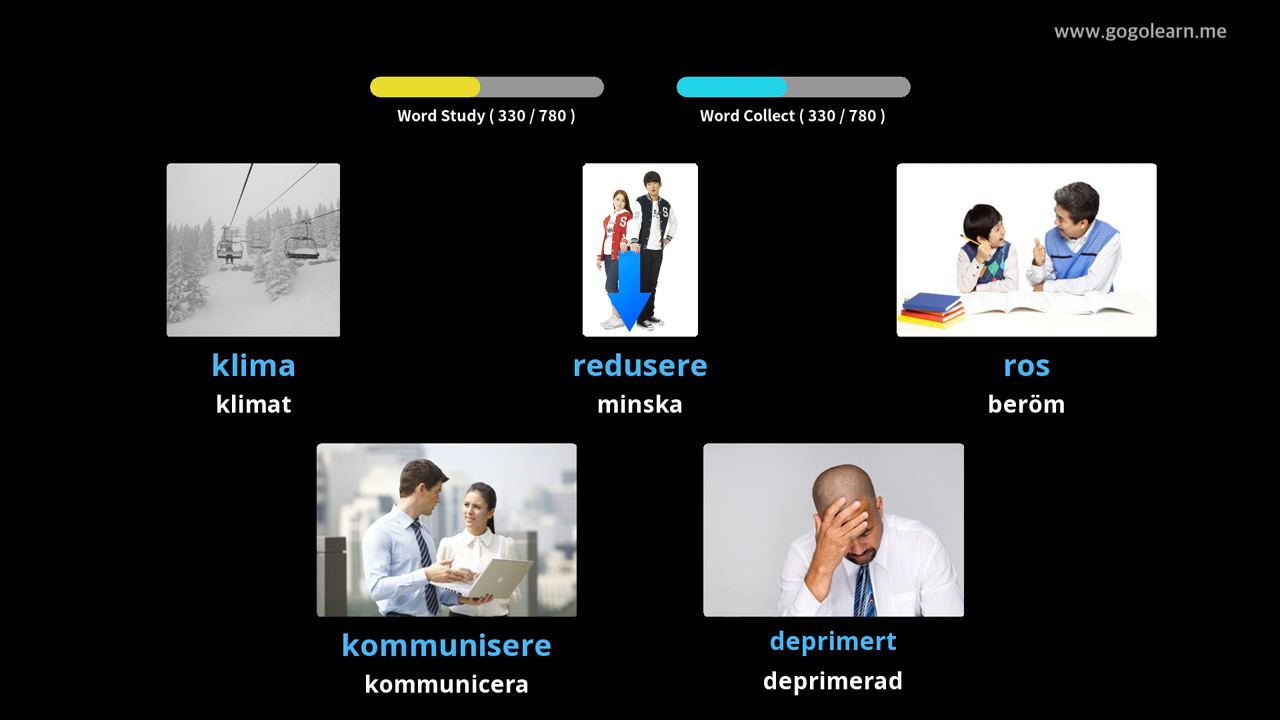 www.gogolearn.me
Word Study ( 330 / 780 )
Word Collect ( 330 / 780 )
klima
klimat
redusere
minska
ros
beröm
kommunisere
kommunicera
deprimert
deprimerad